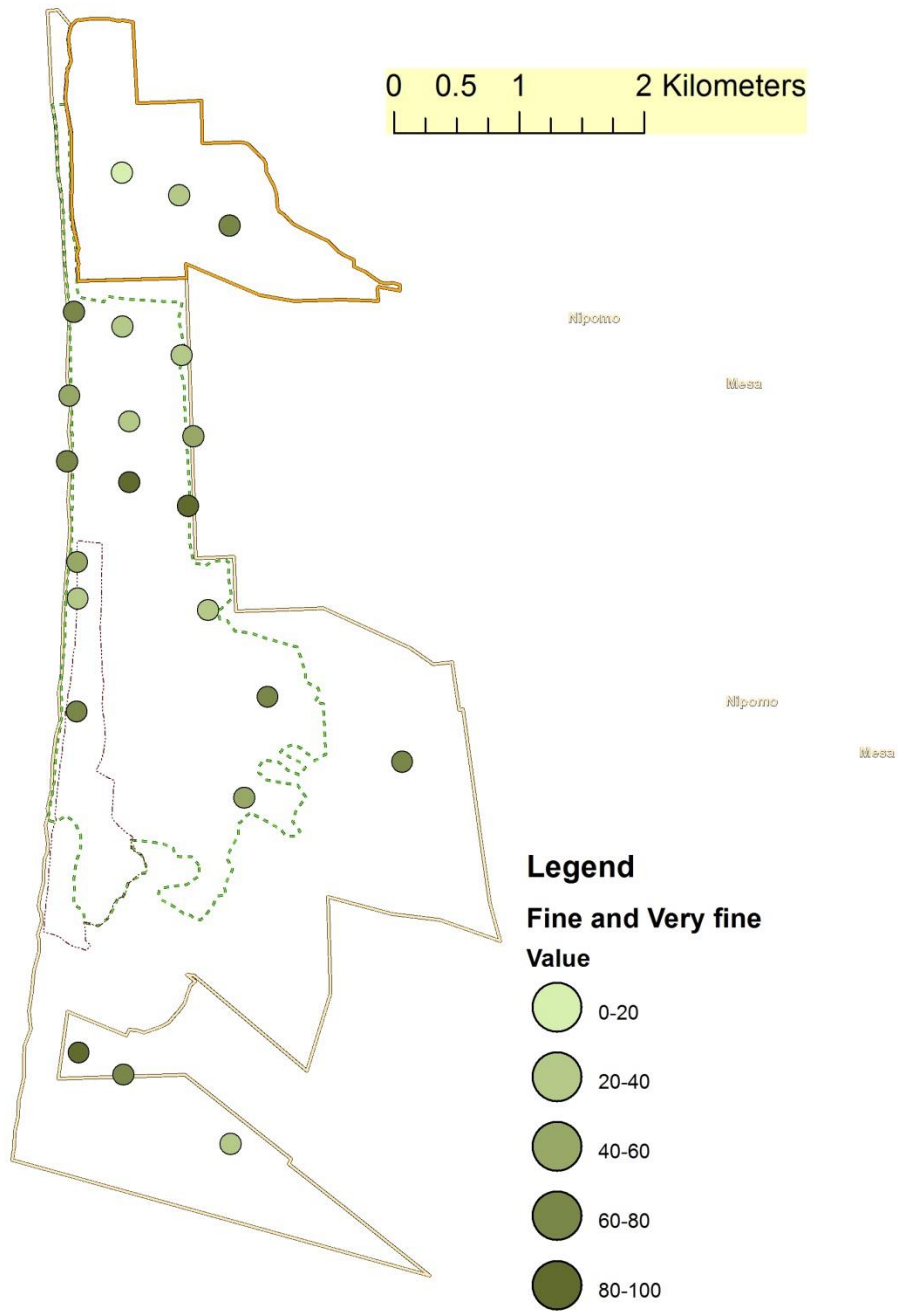 0 0.5 1 2 Kilometers
Nipomo
Mesa
Nipomo
Mesa
Legend
Fine and Very fine
Value
0-20
20-40
40-60
60-80
80-100